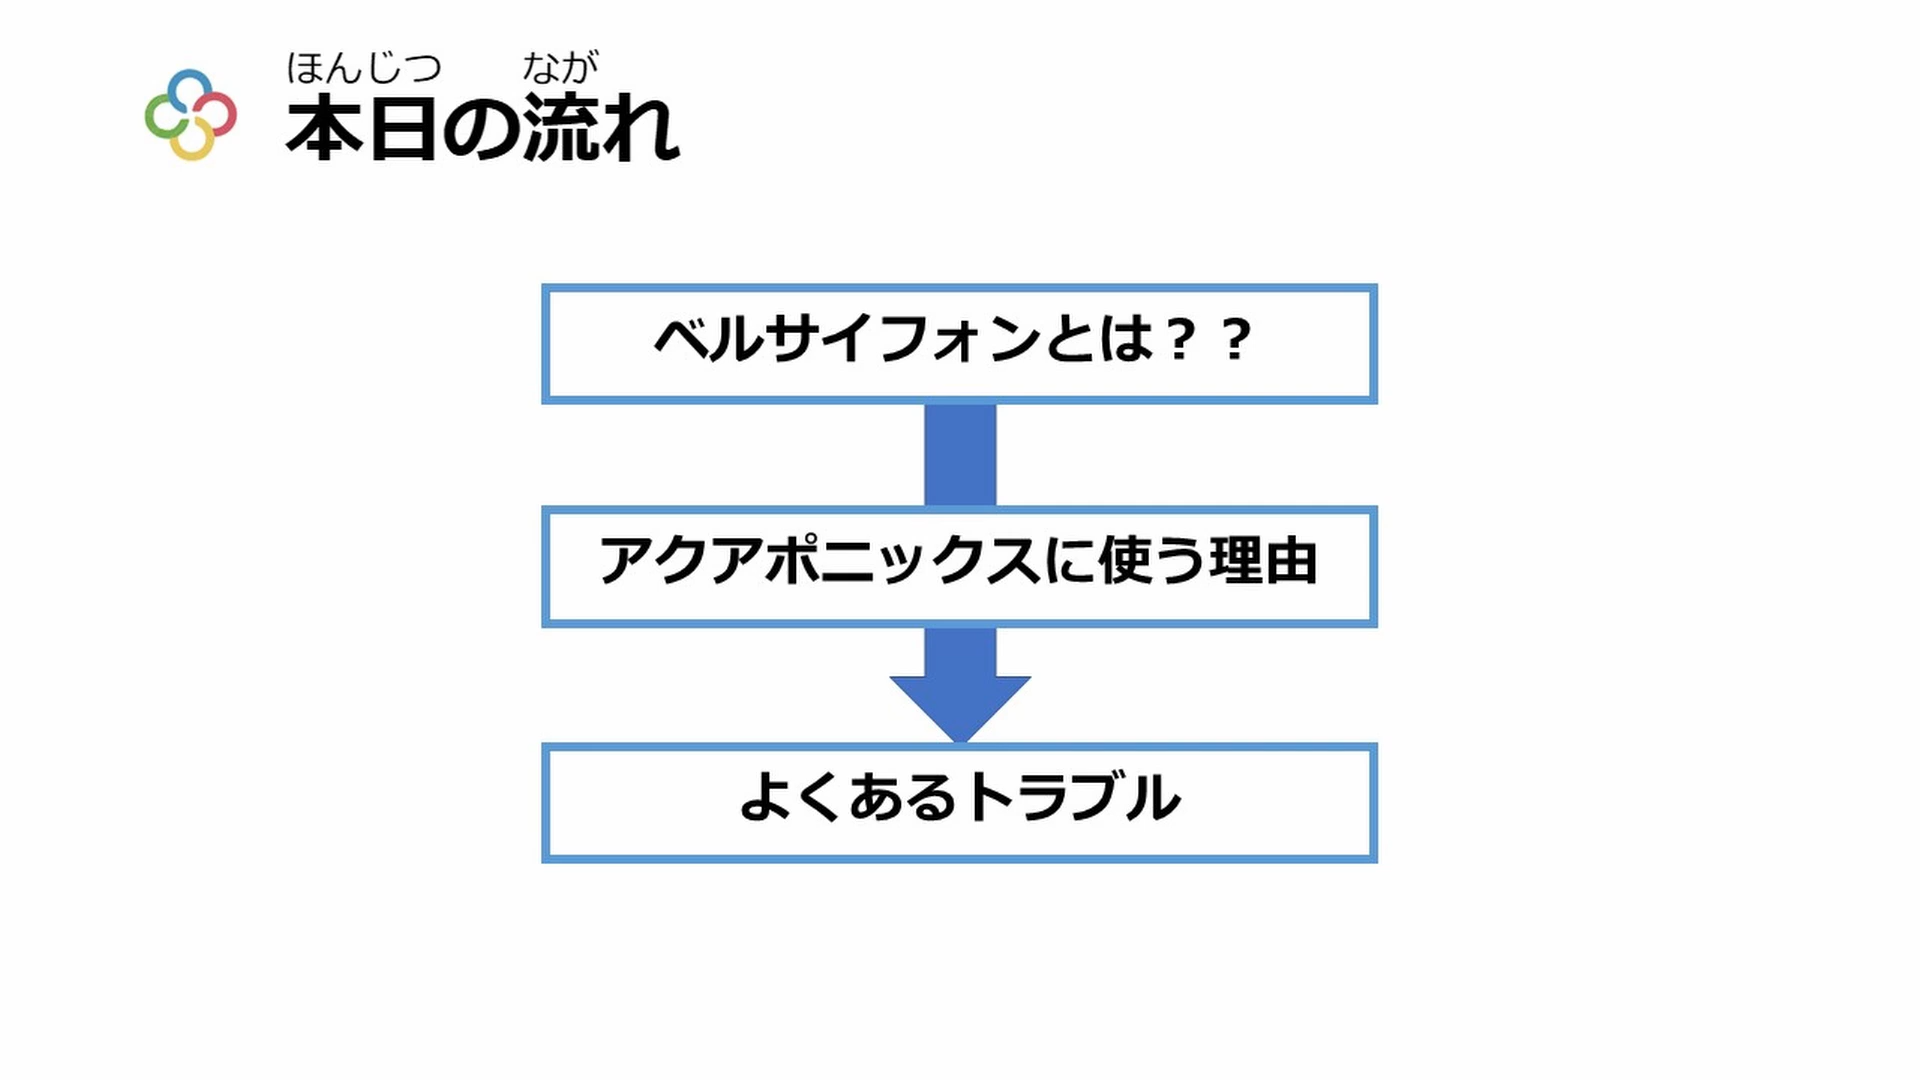 ほんじつ なが
本日の流れ
ベルサイフォンとは？？
アクアポニックスに使う理由
よくあるトラブル